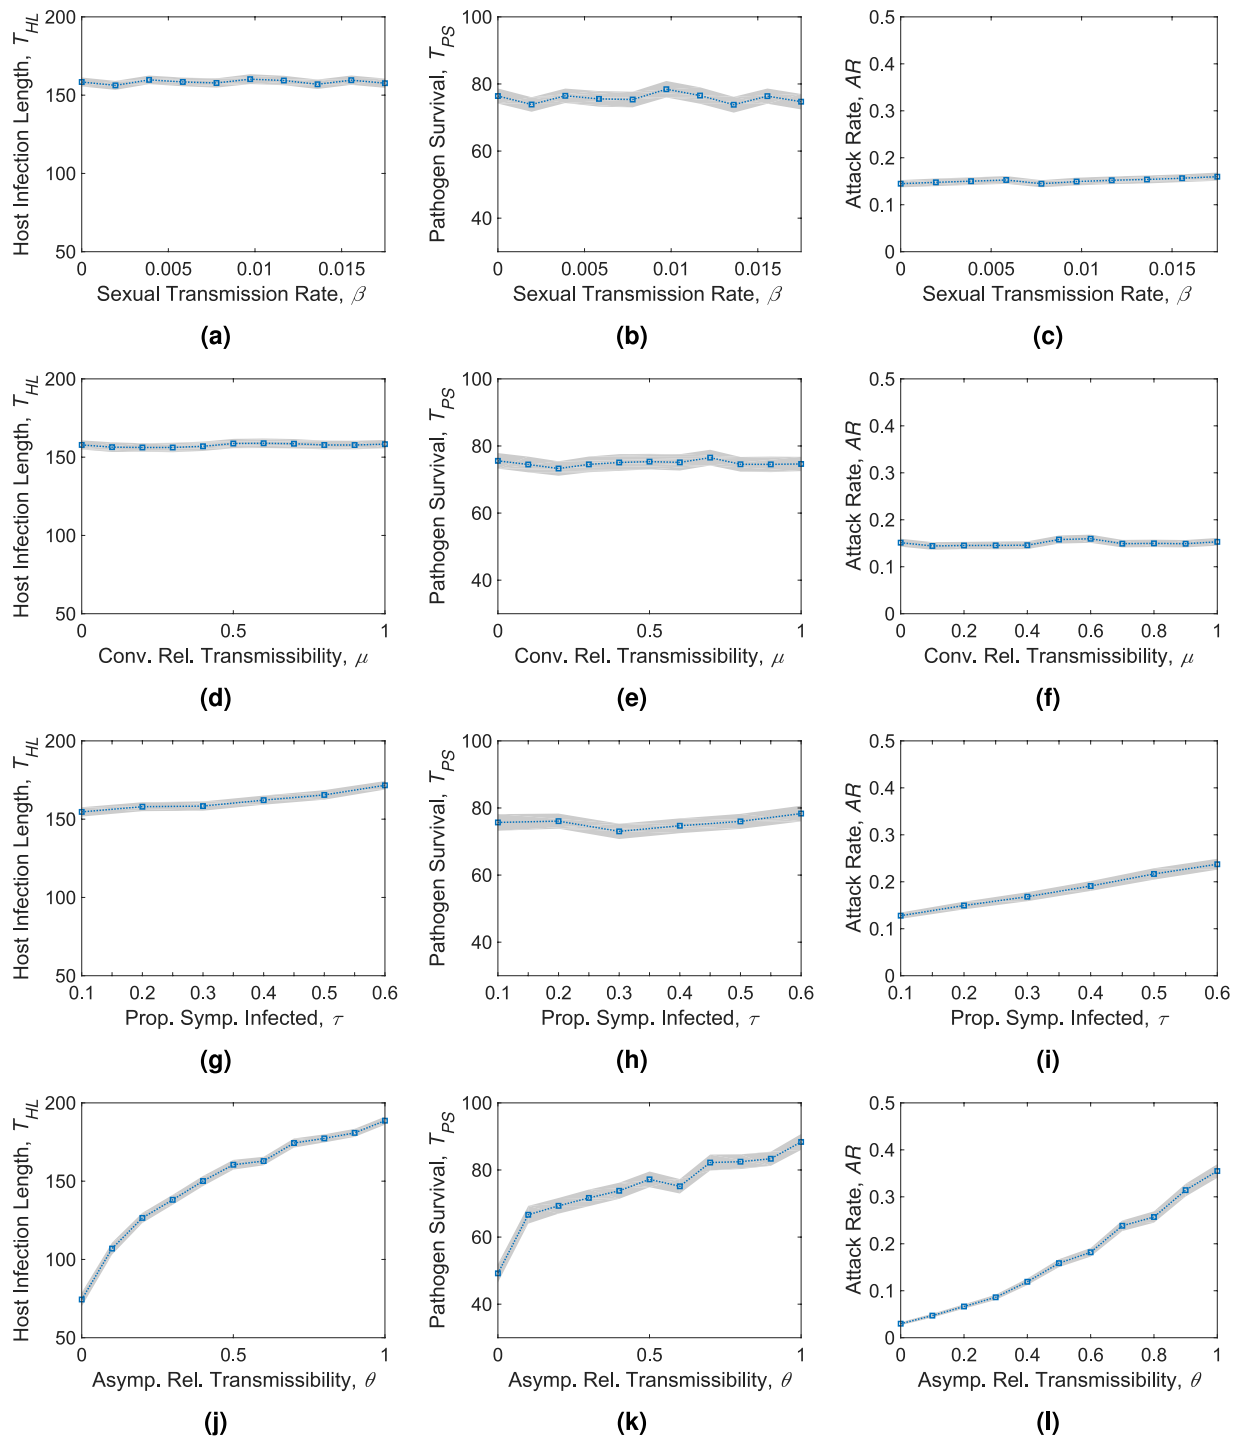 200
150
100
50
Host Infection Length, T_HL
0 0.005 0.01 0.015
Sexual Transmission Rate, β
(a)
100
80
60
40
Pathogen Survival, T_PS
0 0.005 0.01 0.015
Sexual Transmission Rate, β
(b)
0.5
0.4
0.3
0.2
0.1
0
Attack Rate, AR
0 0.005 0.01 0.015
Sexual Transmission Rate, β
(c)
200
150
100
50
Host Infection Length, T_HL
0 0.5 1
Conv. Rel. Transmissibility, μ
(d)
100
80
60
40
Pathogen Survival, T_PS
0 0.5 1
Conv. Rel. Transmissibility, μ
(e)
0.5
0.4
0.3
0.2
0.1
0
Attack Rate, AR
0 0.2 0.4 0.6 0.8 1
Conv. Rel. Transmissibility, μ
(f)
200
150
100
50
Host Infection Length, T_HL
0.1 0.2 0.3 0.4 0.5 0.6
Prop. Symp. Infected, τ
(g)
100
80
60
40
Pathogen Survival, T_PS
0.1 0.2 0.3 0.4 0.5 0.6
Prop. Symp. Infected, τ
(h)
0.5
0.4
0.3
0.2
0.1
0
Attack Rate, AR
0.1 0.2 0.3 0.4 0.5 0.6
Prop. Symp. Infected, τ
(i)
200
150
100
50
Host Infection Length, T_HL
0 0.5 1
Asymp. Rel. Transmissibility, θ
(j)
100
80
60
40
Pathogen Survival, T_PS
0 0.5 1
Asymp. Rel. Transmissibility, θ
(k)
0.5
0.4
0.3
0.2
0.1
0
Attack Rate, AR
0 0.2 0.4 0.6 0.8 1
Asymp. Rel. Transmissibility, θ
(l)